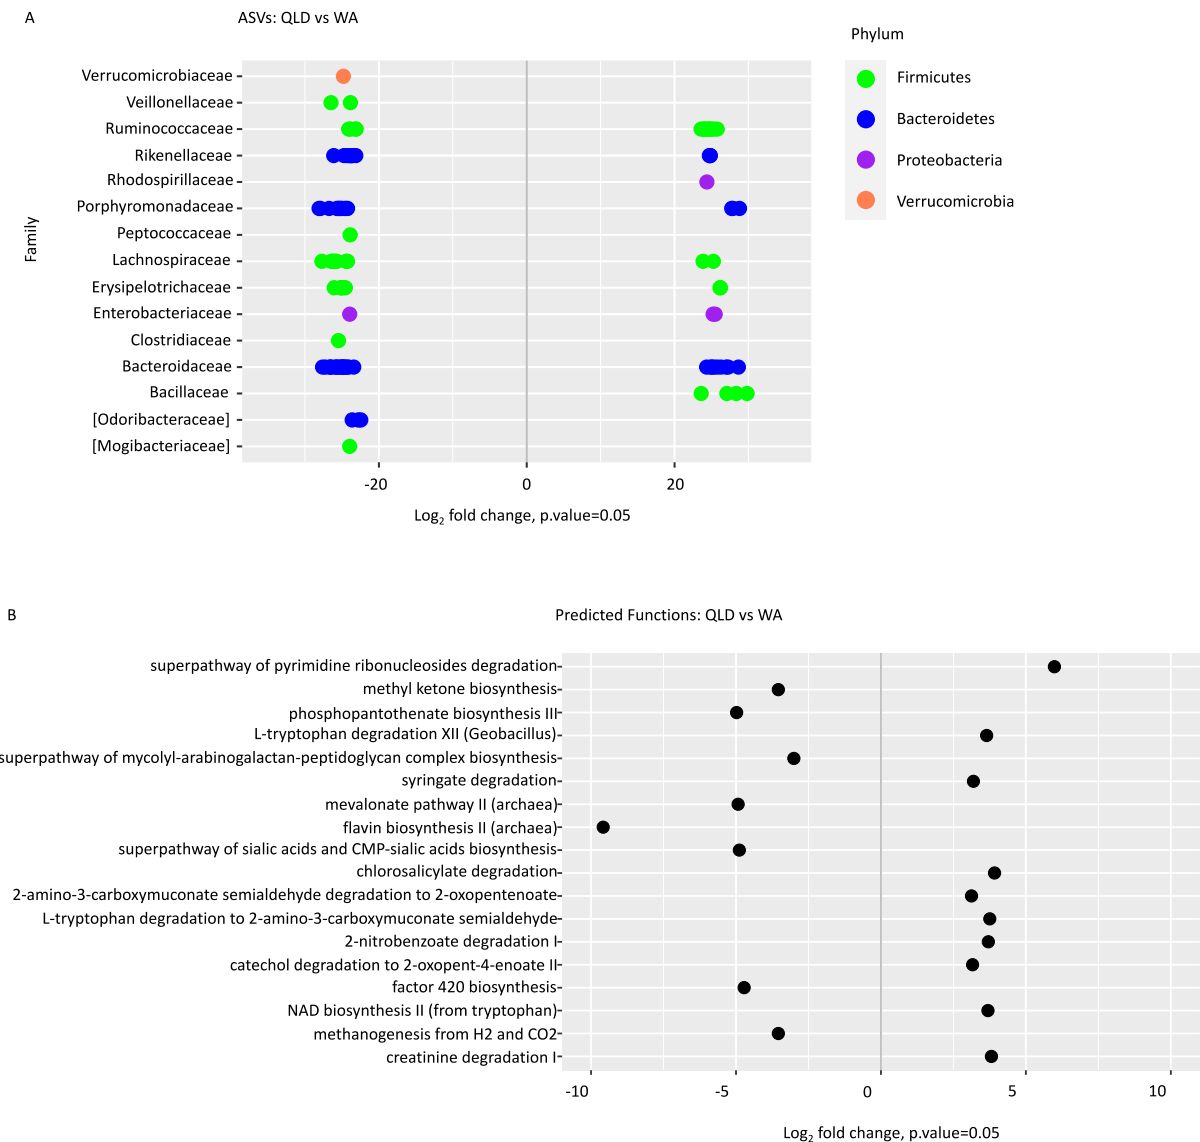 A
ASVs: QLD vs WA
Phylum
Firmicutes
Bacteroidetes
Proteobacteria
Verrucomicrobia
Family
Verrucomicrobiaceae
Veillonellaceae
Ruminococcaceae
Rikenellaceae
Rhodospirillaceae
Porphyromonadaceae
Peptococcaceae
Lachnospiraceae
Erysipelotrichaceae
Enterobacteriaceae
Clostridiaceae
Bacteroidaceae
Bacillaceae
[Odoribacteraceae]
[Mogibacteriaceae]
-20 0 20
Log2 fold change, p.value=0.05
B
Predicted Functions: QLD vs WA
superpathway of pyrimidine ribonucleosides degradation
methyl ketone biosynthesis
phosphopantothenate biosynthesis III
L-tryptophan degradation XII (Geobacillus)
superpathway of mycolyl-arabinogalactan-peptidoglycan complex biosynthesis
syringate degradation
mevalonate pathway II (archaea)
flavin biosynthesis II (archaea)
superpathway of sialic acids and CMP-sialic acids biosynthesis
chlorosalicylate degradation
2-amino-3-carboxymuconate semialdehyde degradation to 2-oxopentenoate
L-tryptophan degradation to 2-amino-3-carboxymuconate semialdehyde
2-nitrobenzoate degradation I
catechol degradation to 2-oxopent-4-enoate II
factor 420 biosynthesis
NAD biosynthesis II (from tryptophan)
methanogenesis from H2 and CO2
creatinine degradation I
-10 -5 0 5 10
Log2 fold change, p.value=0.05